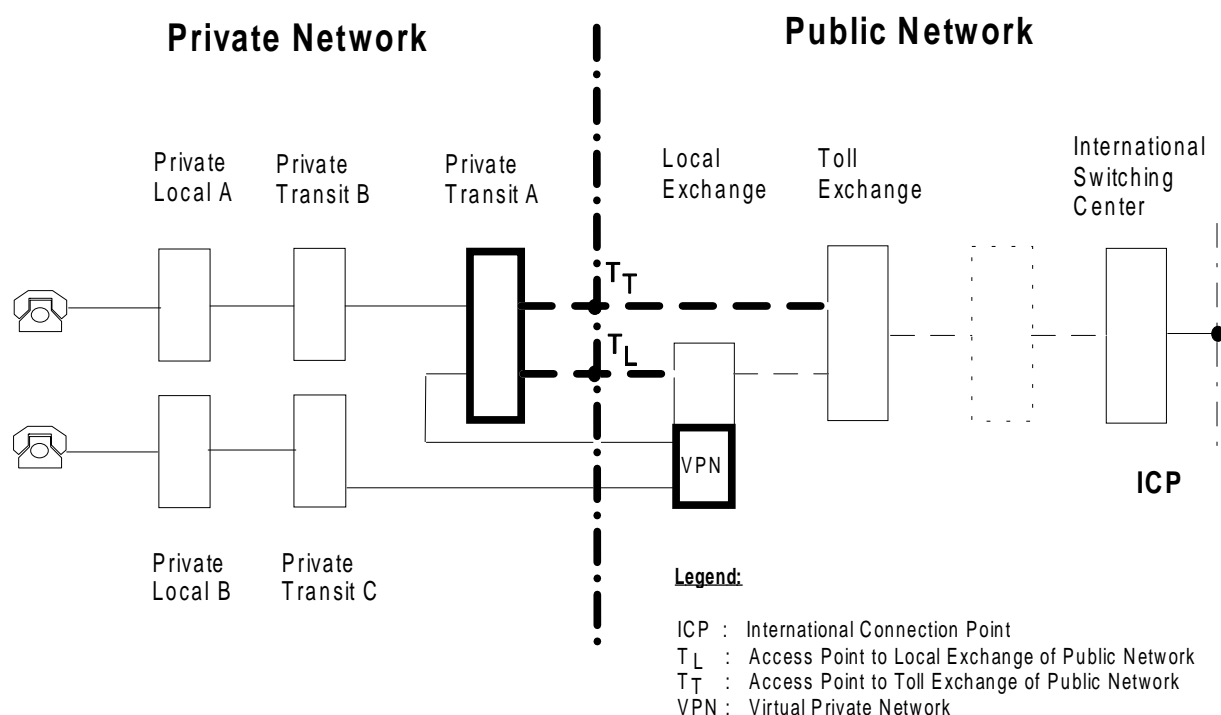 Private Network
Public Network
Private
Local A
Private
Transit B
Private
Transit A
Local
Exchange
Toll
Exchange
International
Switching
Center
TT
TL
VPN
ICP
Private
Local B
Private
Transit C
Legend:
ICP : International Connection Point
TL : Access Point to Local Exchange of Public Network
TT : Access Point to Toll Exchange of Public Network
VPN : Virtual Private Network